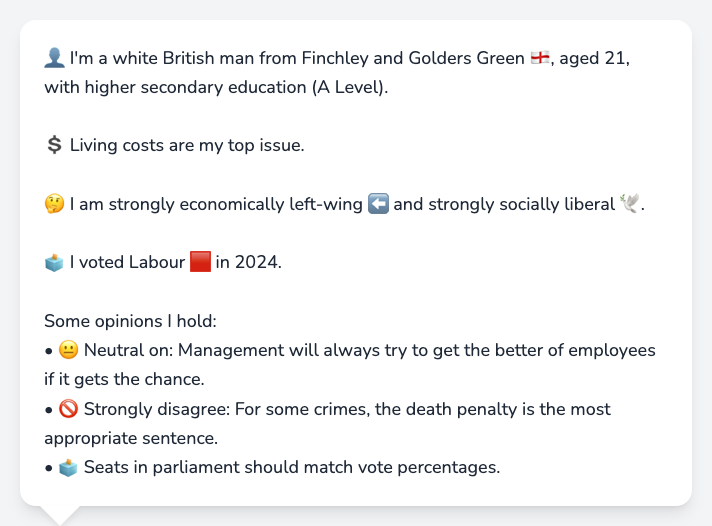 👤 I'm a white British man from Finchley and Golders Green 🏴󠁧󠁢󠁥󠁮󠁧󠁿, aged 21,
with higher secondary education (A Level).
💲 Living costs are my top issue.
🤔 I am strongly economically left-wing ⬅️ and strongly socially liberal 🕊️.
🗳️ I voted Labour 🟥 in 2024.
Some opinions I hold:
• 😐 Neutral on: Management will always try to get the better of employees
if it gets the chance.
• 🚫 Strongly disagree: For some crimes, the death penalty is the most
appropriate sentence.
• 🗳️ Seats in parliament should match vote percentages.